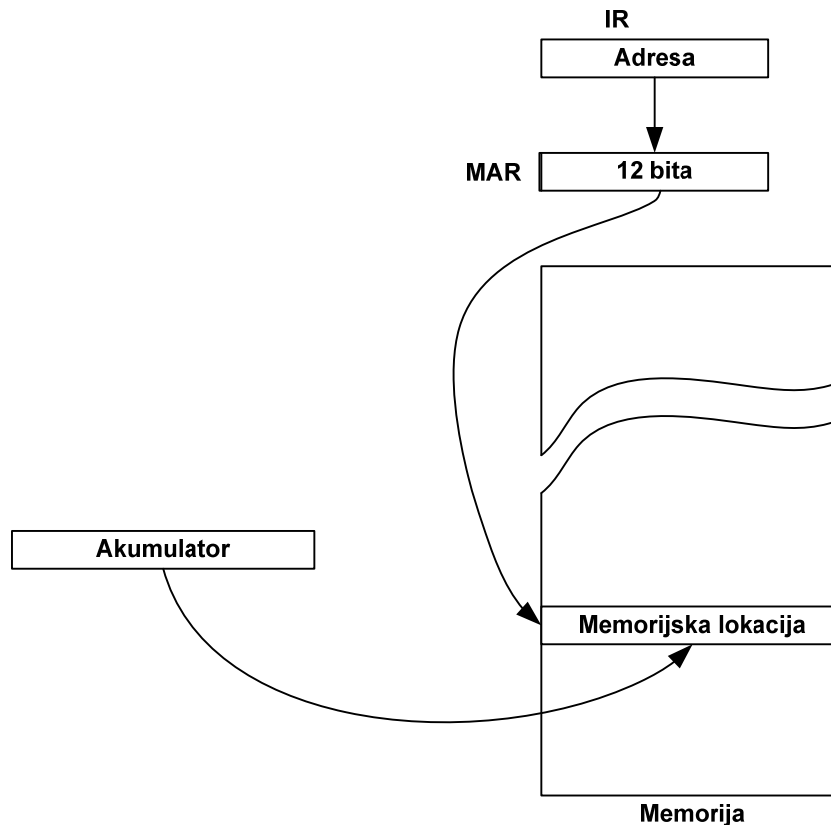 IR
Adresa
MAR
12 bita
Akumulator
Memorijska lokacija
Memorija